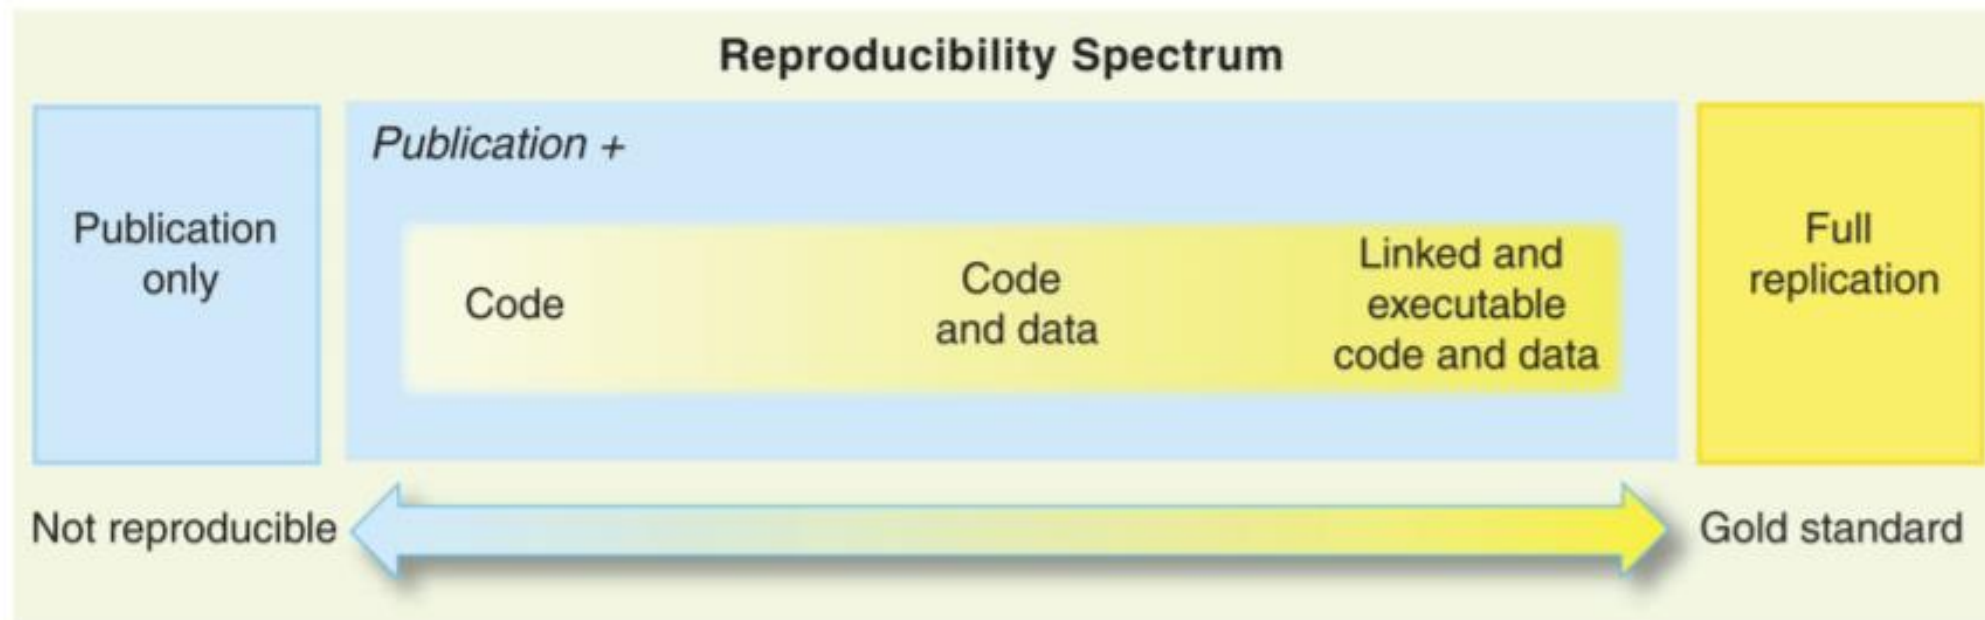 Reproducibility Spectrum
Publication
only
Publication +
Code
Code
and data
Linked and
executable
code and data
Full
replication
Not reproducible
Gold standard